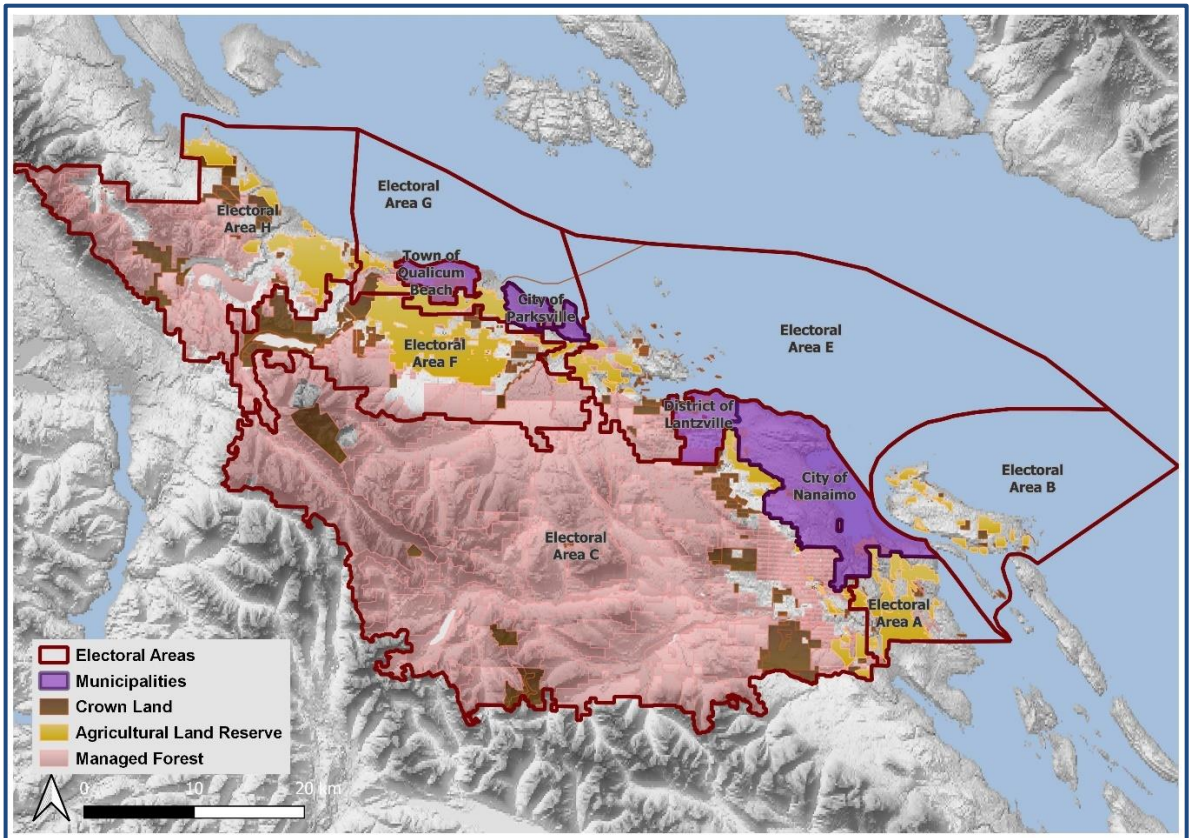 Electoral
Area G
Electoral
Area H
Town of
Qualicum
Beach
City of
Parksville
Electoral
Area E
Electoral
Area F
District of
Lantzville
Electoral
Area B
City of
Nanaimo
Electoral
Area C
Electoral
Area A
Electoral Areas
Municipalities
Crown Land
Agricultural Land Reserve
Managed Forest
0 10 20 km